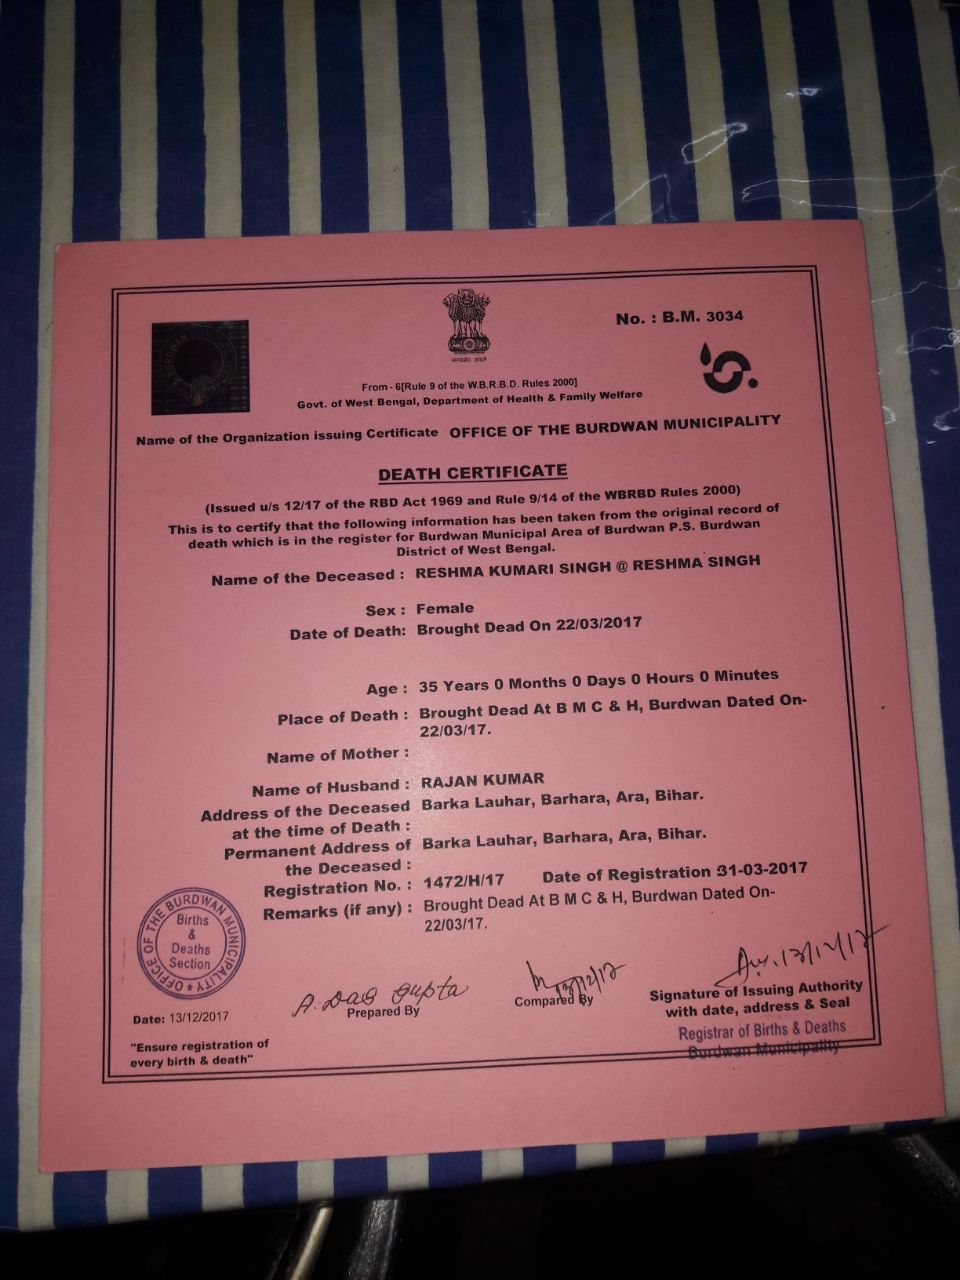 No. : B.M. 3034
सत्यमेव जयते
From - 6[Rule 9 of the W.B.R.B.D. Rules 2000]
Govt. of West Bengal, Department of Health & Family Welfare
Name of the Organization issuing Certificate OFFICE OF THE BURDWAN MUNICIPALITY
DEATH CERTIFICATE
(Issued u/s 12/17 of the RBD Act 1969 and Rule 9/14 of the WBRBD Rules 2000)
This is to certify that the following information has been taken from the original record of
death which is in the register for Burdwan Municipal Area of Burdwan P.S. Burdwan
District of West Bengal.
Name of the Deceased : RESHMA KUMARI SINGH @ RESHMA SINGH
Sex : Female
Date of Death: Brought Dead On 22/03/2017
Age : 35 Years 0 Months 0 Days 0 Hours 0 Minutes
Place of Death : Brought Dead At B M C & H, Burdwan Dated On-
22/03/17.
Name of Mother :
Name of Husband : RAJAN KUMAR
Address of the Deceased Barka Lauhar, Barhara, Ara, Bihar.
at the time of Death :
Permanent Address of Barka Lauhar, Barhara, Ara, Bihar.
the Deceased :
Registration No. : 1472/H/17 Date of Registration :31-03-2017
Remarks (if any) : Brought Dead At B M C & H, Burdwan Dated On-
22/03/17.
OFFICE OF THE BURDWAN MUNICIPALITY
Births
&
Deaths
Section
A. Das Gupta
13/12/17
13/12/17
Prepared By
Compared By
Signature of Issuing Authority
with date, address & Seal
Date: 13/12/2017
Registrar of Births & Deaths
Burdwan Municipality
"Ensure registration of
every birth & death"